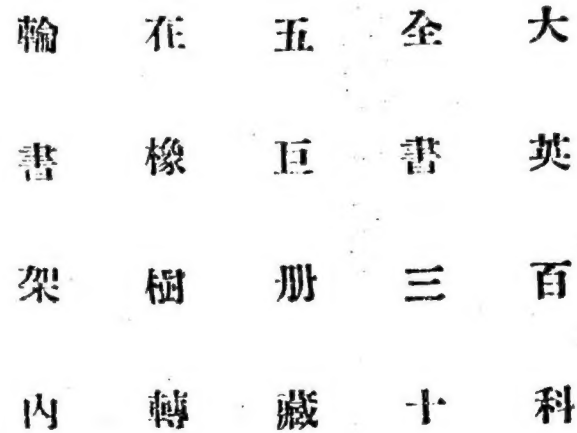 大英百科
全書三十
五巨册藏
在橡樹轉
輪書架內